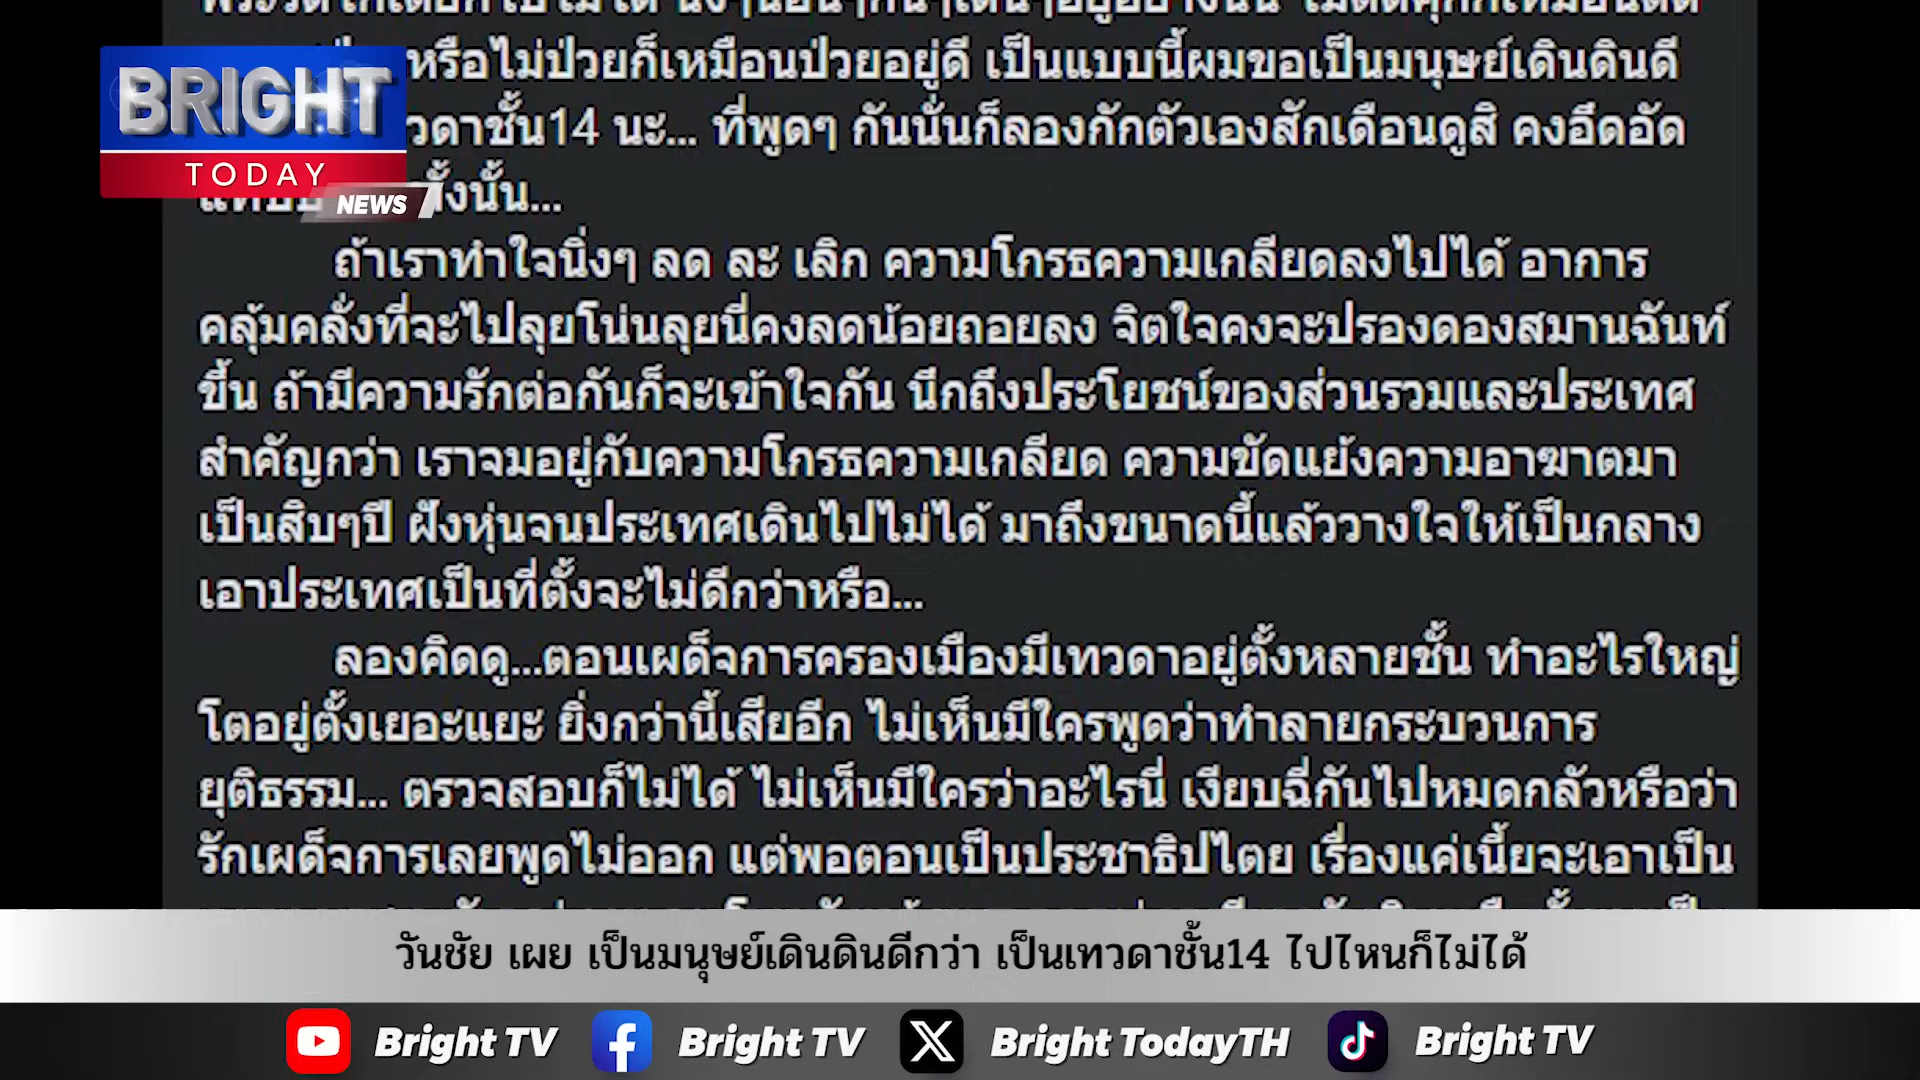 BRIGHT
TODAY
NEWS
หรือไม่ป่วยก็เหมือนป่วยอยู่ดี เป็นแบบนี้ผมขอเป็นมนุษย์เดินดินดี
วดาชั้น14 นะ... ที่พูดๆ กันนั่นก็ลองกักตัวเองสักเดือนดูสิ คงอึดอัด
ทั้งนั้น...
ถ้าเราทำใจนิ่งๆ ลด ละ เลิก ความโกรธความเกลียดลงไปได้ อาการ
คลุ้มคลั่งที่จะไปลุยโน่นลุยนี่คงลดน้อยถอยลง จิตใจคงจะปรองดองสมานฉันท์
ขึ้น ถ้ามีความรักต่อกันก็จะเข้าใจกัน นึกถึงประโยชน์ของส่วนรวมและประเทศ
สำคัญกว่า เราจมอยู่กับความโกรธความเกลียด ความขัดแย้งความอาฆาตมา
เป็นสิบๆปี ฝังหุ่นจนประเทศเดินไปไม่ได้ มาถึงขนาดนี้แล้ววางใจให้เป็นกลาง
เอาประเทศเป็นที่ตั้งจะไม่ดีกว่าหรือ...
ลองคิดดู...ตอนเผด็จการครองเมืองมีเทวดาอยู่ตั้งหลายชั้น ทำอะไรใหญ่
โตอยู่ตั้งเยอะแยะ ยิ่งกว่านี้เสียอีก ไม่เห็นมีใครพูดว่าทำลายกระบวนการ
ยุติธรรม... ตรวจสอบก็ไม่ได้ ไม่เห็นมีใครว่าอะไรนี่ เงียบฉี่กันไปหมดกลัวหรือว่า
รักเผด็จการเลยพูดไม่ออก แต่พอตอนเป็นประชาธิปไตย เรื่องแค่เนี้ยจะเอาเป็น
วันชัย เผย เป็นมนุษย์เดินดินดีกว่า เป็นเทวดาชั้น14 ไปไหนก็ไม่ได้
Bright TV Bright TV Bright TodayTH Bright TV